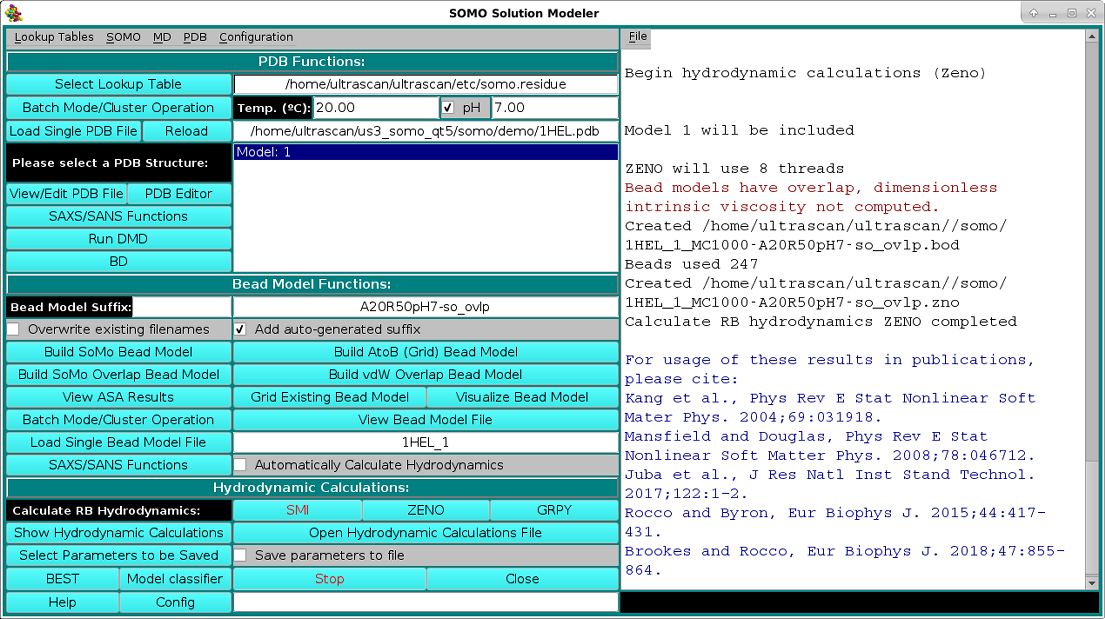 SOMO Solution Modeler
Lookup Tables SOMO MD PDB Configuration
PDB Functions:
Select Lookup Table /home/ultrascan/ultrascan/etc/somo.residue
Batch Mode/Cluster Operation Temp. (ºC): 20.00 pH 7.00
Load Single PDB File Reload /home/ultrascan/us3_somo_qt5/somo/demo/1HEL.pdb
Please select a PDB Structure: Model: 1
View/Edit PDB File PDB Editor
SAXS/SANS Functions
Run DMD
BD
Bead Model Functions:
Bead Model Suffix: A20R50pH7-so_ovlp
Overwrite existing filenames Add auto-generated suffix
Build SoMo Bead Model Build AtoB (Grid) Bead Model
Build SoMo Overlap Bead Model Build vdW Overlap Bead Model
View ASA Results Grid Existing Bead Model Visualize Bead Model
Batch Mode/Cluster Operation View Bead Model File
Load Single Bead Model File 1HEL_1
SAXS/SANS Functions Automatically Calculate Hydrodynamics
Hydrodynamic Calculations:
Calculate RB Hydrodynamics: SMI ZENO GRPY
Show Hydrodynamic Calculations Open Hydrodynamic Calculations File
Select Parameters to be Saved Save parameters to file
BEST Model classifier Stop Close
Help Config
File
Begin hydrodynamic calculations (Zeno)
Model 1 will be included
ZENO will use 8 threads
Bead models have overlap, dimensionless
intrinsic viscosity not computed.
Created /home/ultrascan/ultrascan//somo/
1HEL_1_MC1000-A20R50pH7-so_ovlp.bod
Beads used 247
Created /home/ultrascan/ultrascan//somo/
1HEL_1_MC1000-A20R50pH7-so_ovlp.zno
Calculate RB hydrodynamics ZENO completed
For usage of these results in publications,
please cite:
Kang et al., Phys Rev E Stat Nonlinear Soft
Mater Phys. 2004;69:031918.
Mansfield and Douglas, Phys Rev E Stat
Nonlinear Soft Matter Phys. 2008;78:046712.
Juba et al., J Res Natl Inst Stand Technol.
2017;122:1-2.
Rocco and Byron, Eur Biophys J. 2015;44:417-
431.
Brookes and Rocco, Eur Biophys J. 2018;47:855-
864.